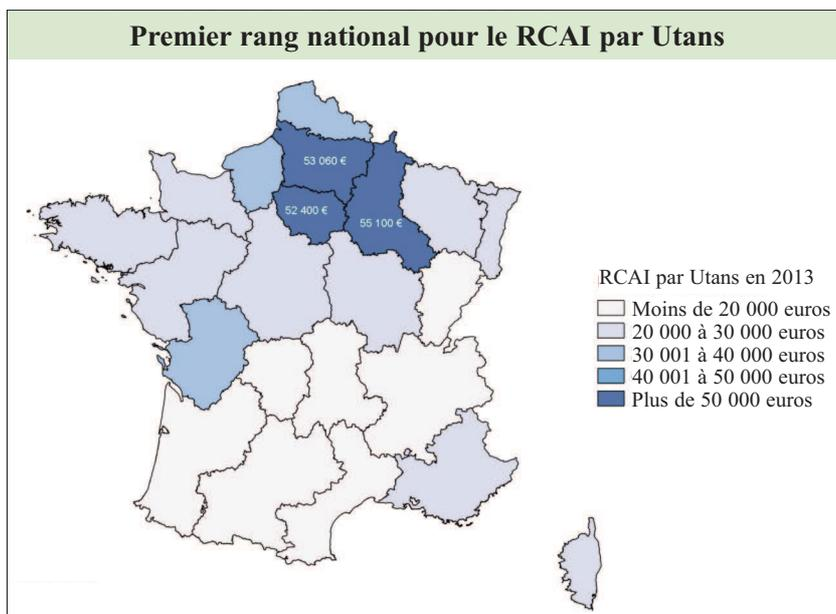 Premier rang national pour le RCAI par Utans
53 060 €
52 400 €
55 100 €
RCAI par Utans en 2013
Moins de 20 000 euros
20 000 à 30 000 euros
30 001 à 40 000 euros
40 001 à 50 000 euros
Plus de 50 000 euros